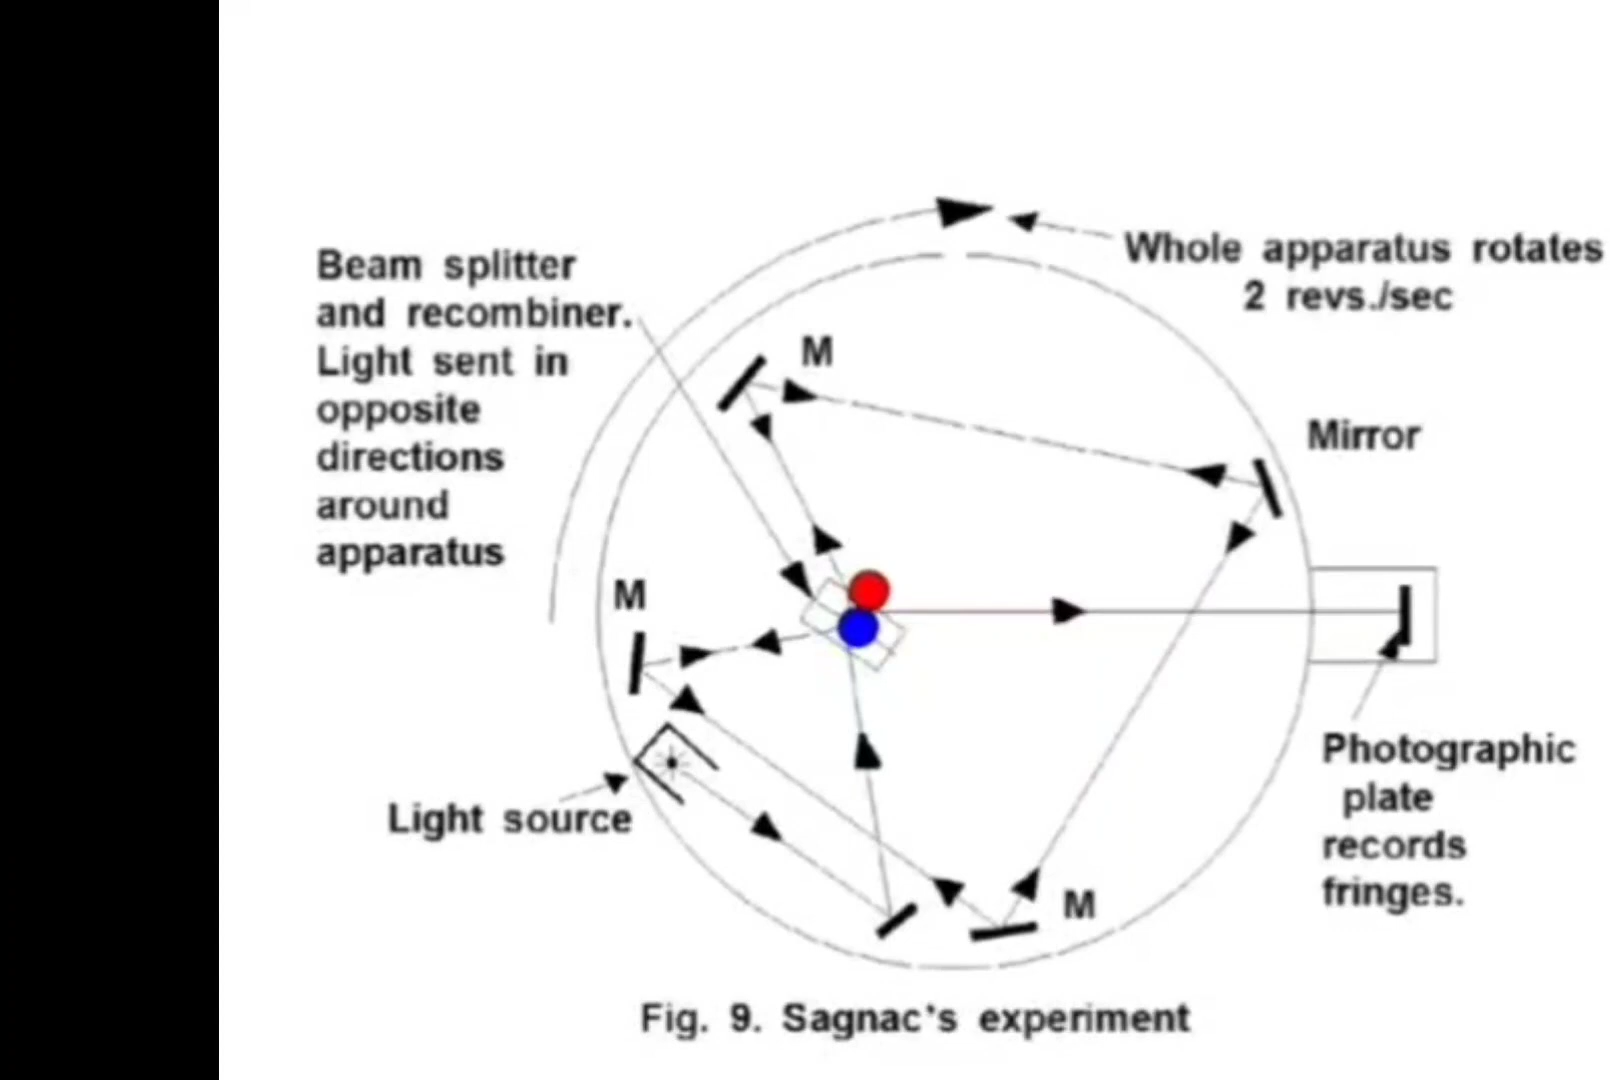 Beam splitter
and recombiner.
Light sent in
opposite
directions
around
apparatus
Whole apparatus rotates
2 revs./sec
M
Mirror
M
Light source
M
Photographic
plate
records
fringes.
Fig. 9. Sagnac's experiment